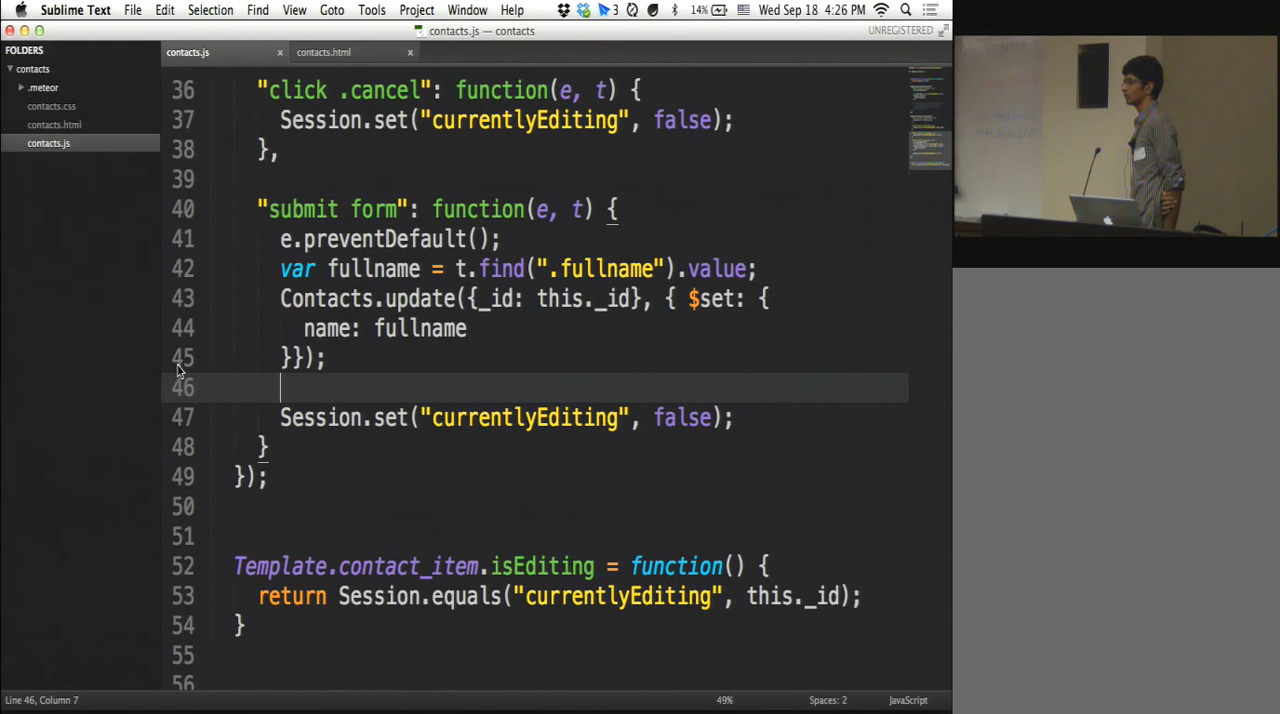 Sublime Text File Edit Selection Find View Goto Tools Project Window Help 3 14% Wed Sep 18 4:26 PM
contacts.js — contacts UNREGISTERED
FOLDERS
contacts
.meteor
contacts.css
contacts.html
contacts.js
contacts.js × contacts.html ×
36 "click .cancel": function(e, t) {
37 Session.set("currentlyEditing", false);
38 },
39
40 "submit form": function(e, t) {
41 e.preventDefault();
42 var fullname = t.find(".fullname").value;
43 Contacts.update({_id: this._id}, { $set: {
44 name: fullname
45 }});
46
47 Session.set("currentlyEditing", false);
48 }
49 });
50
51
52 Template.contact_item.isEditing = function() {
53 return Session.equals("currentlyEditing", this._id);
54 }
55
56
Line 46, Column 7 49% Spaces: 2 JavaScript